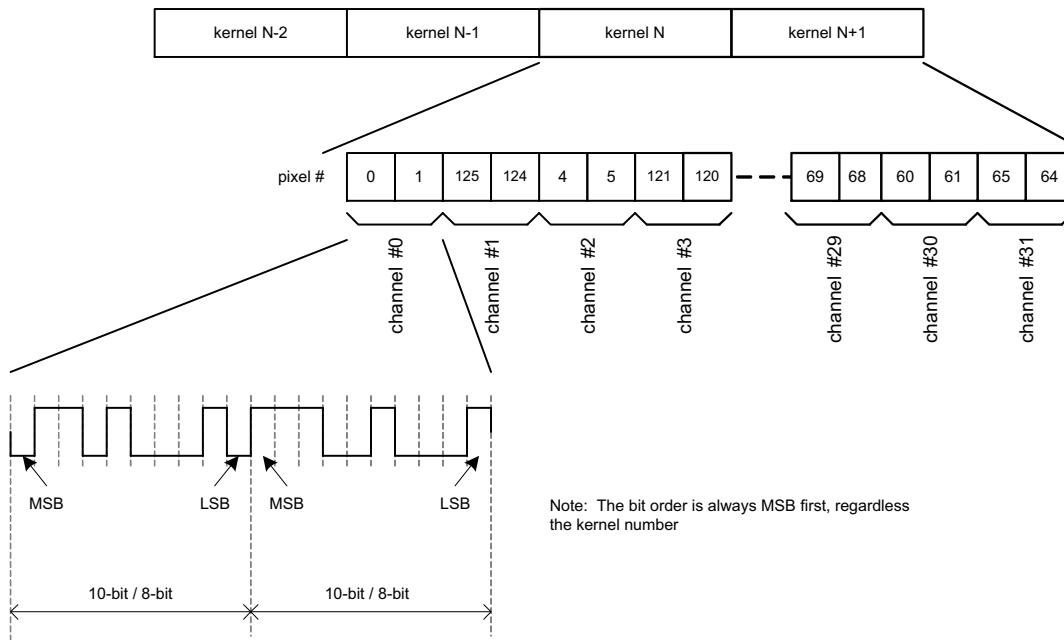 kernel N-2 kernel N-1 kernel N kernel N+1
pixel # 0 1 125 124 4 5 121 120 69 68 60 61 65 64
channel #0 channel #1 channel #2 channel #3 channel #29 channel #30 channel #31
MSB LSB MSB LSB
Note: The bit order is always MSB first, regardless
the kernel number
10-bit / 8-bit 10-bit / 8-bit